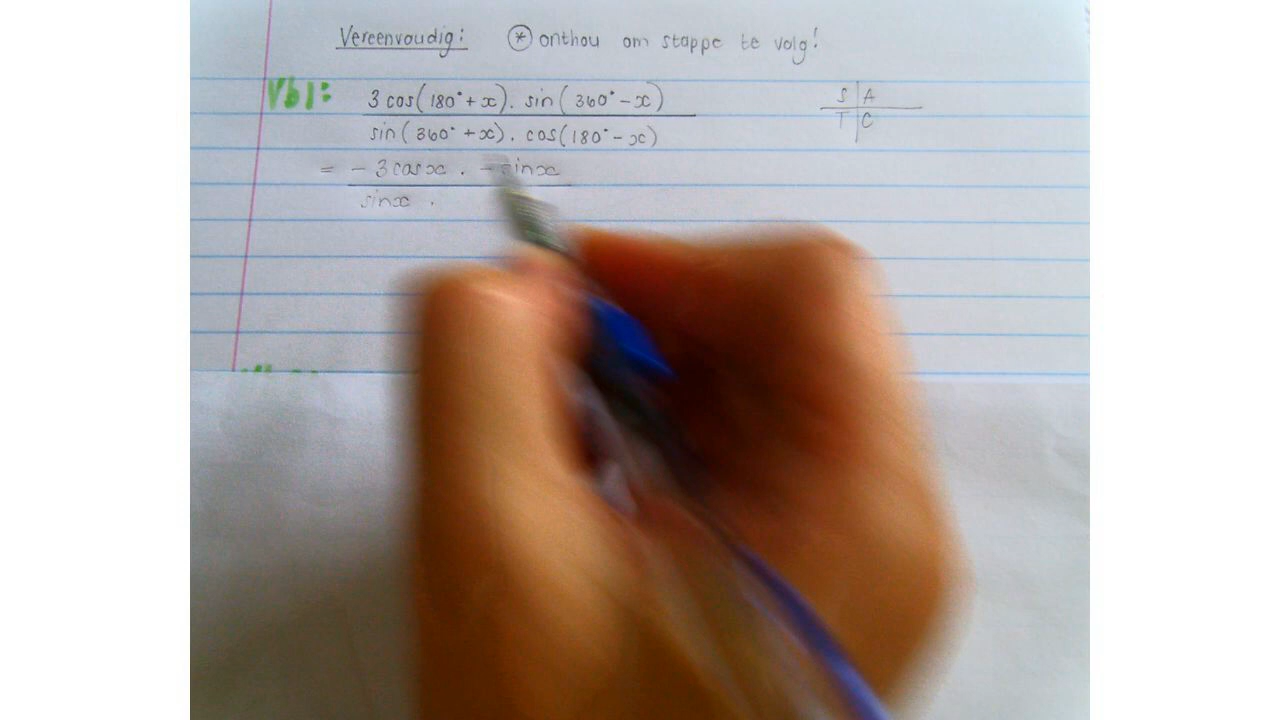 Vereenvoudig: * onthou om stappe te volg!
Vb1: 3 cos(180° + x). sin(360° - x)
sin(360° + x). cos(180° - x)
S A
T C
= - 3 cos x . - sin x
sin x .